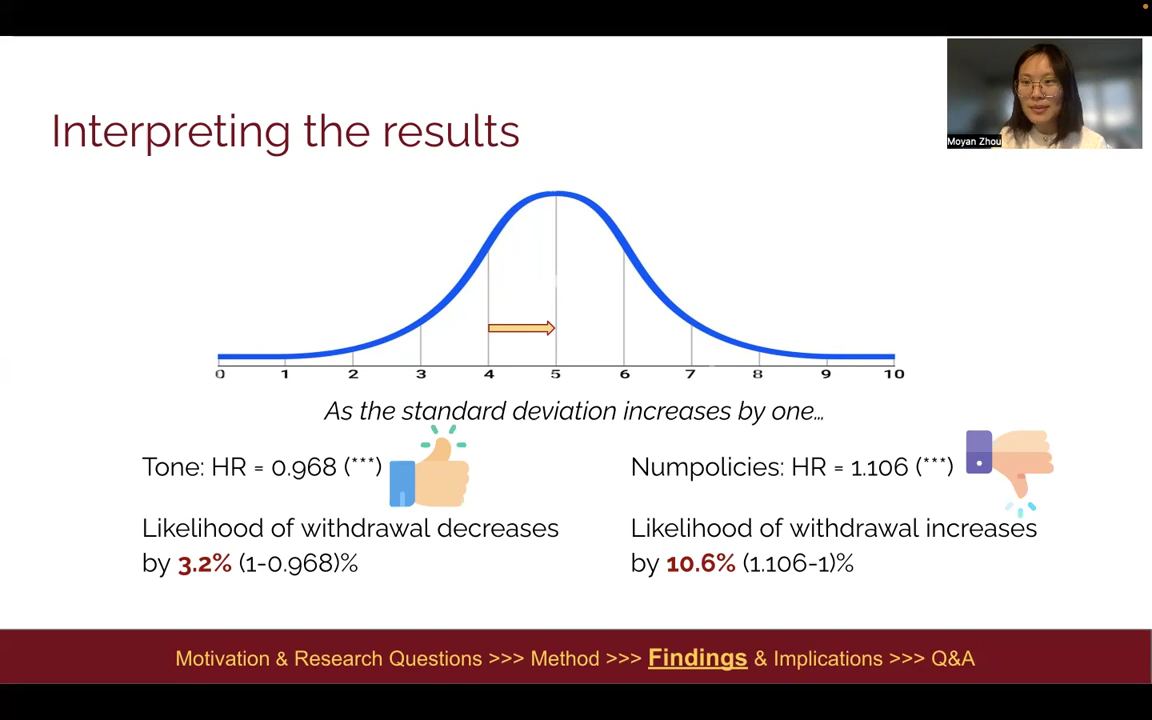 Moyan Zhou
Interpreting the results
0 1 2 3 4 5 6 7 8 9 10
As the standard deviation increases by one…
Tone: HR = 0.968 (***)
Likelihood of withdrawal decreases
by 3.2% (1-0.968)%
Numpolicies: HR = 1.106 (***)
Likelihood of withdrawal increases
by 10.6% (1.106-1)%
Motivation & Research Questions >>> Method >>> Findings & Implications >>> Q&A